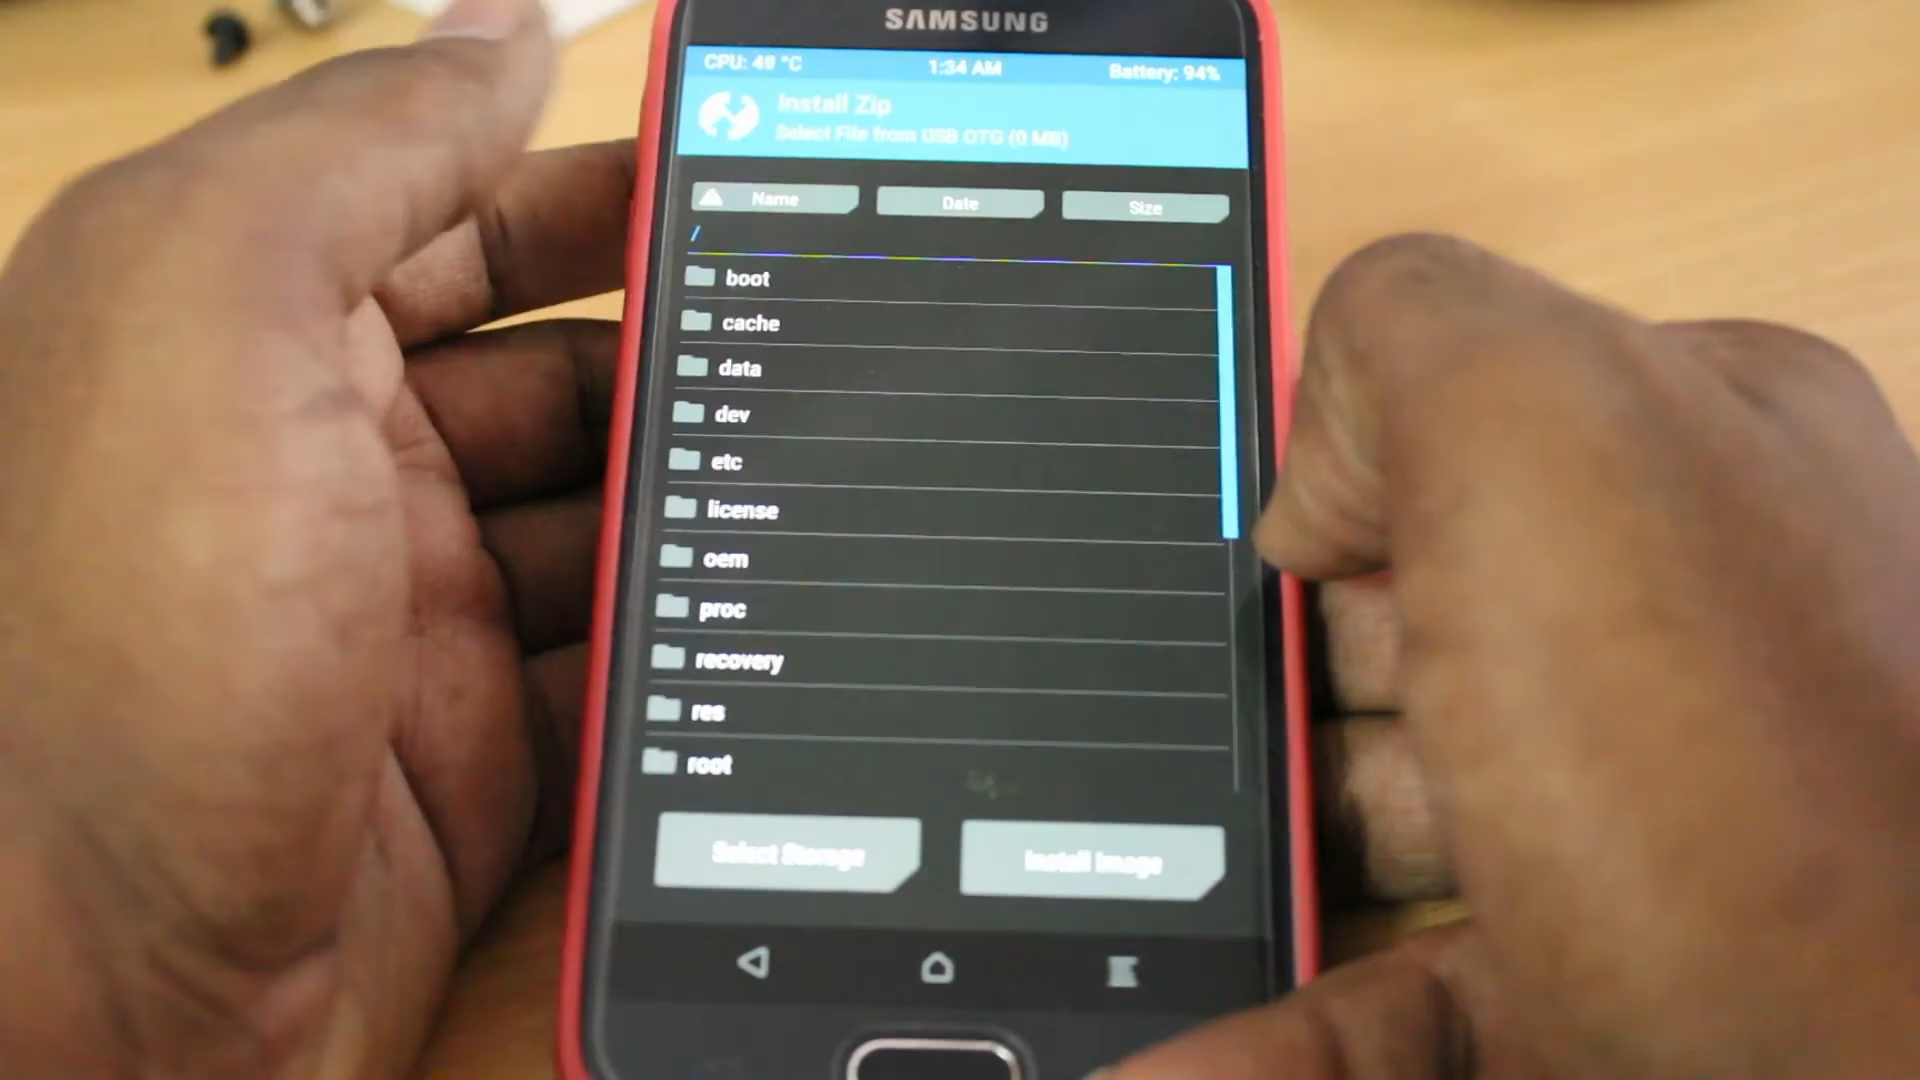 SAMSUNG
CPU: 49 °C 1:34 AM Battery: 94%
Install Zip
Select File from USB OTG (0 MB)
Name Date Size
/
boot
cache
data
dev
etc
license
oem
proc
recovery
res
root
Select Storage Install Image